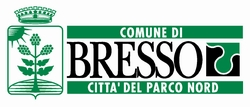 COMUNE DI
BRESSO
CITTA' DEL PARCO NORD